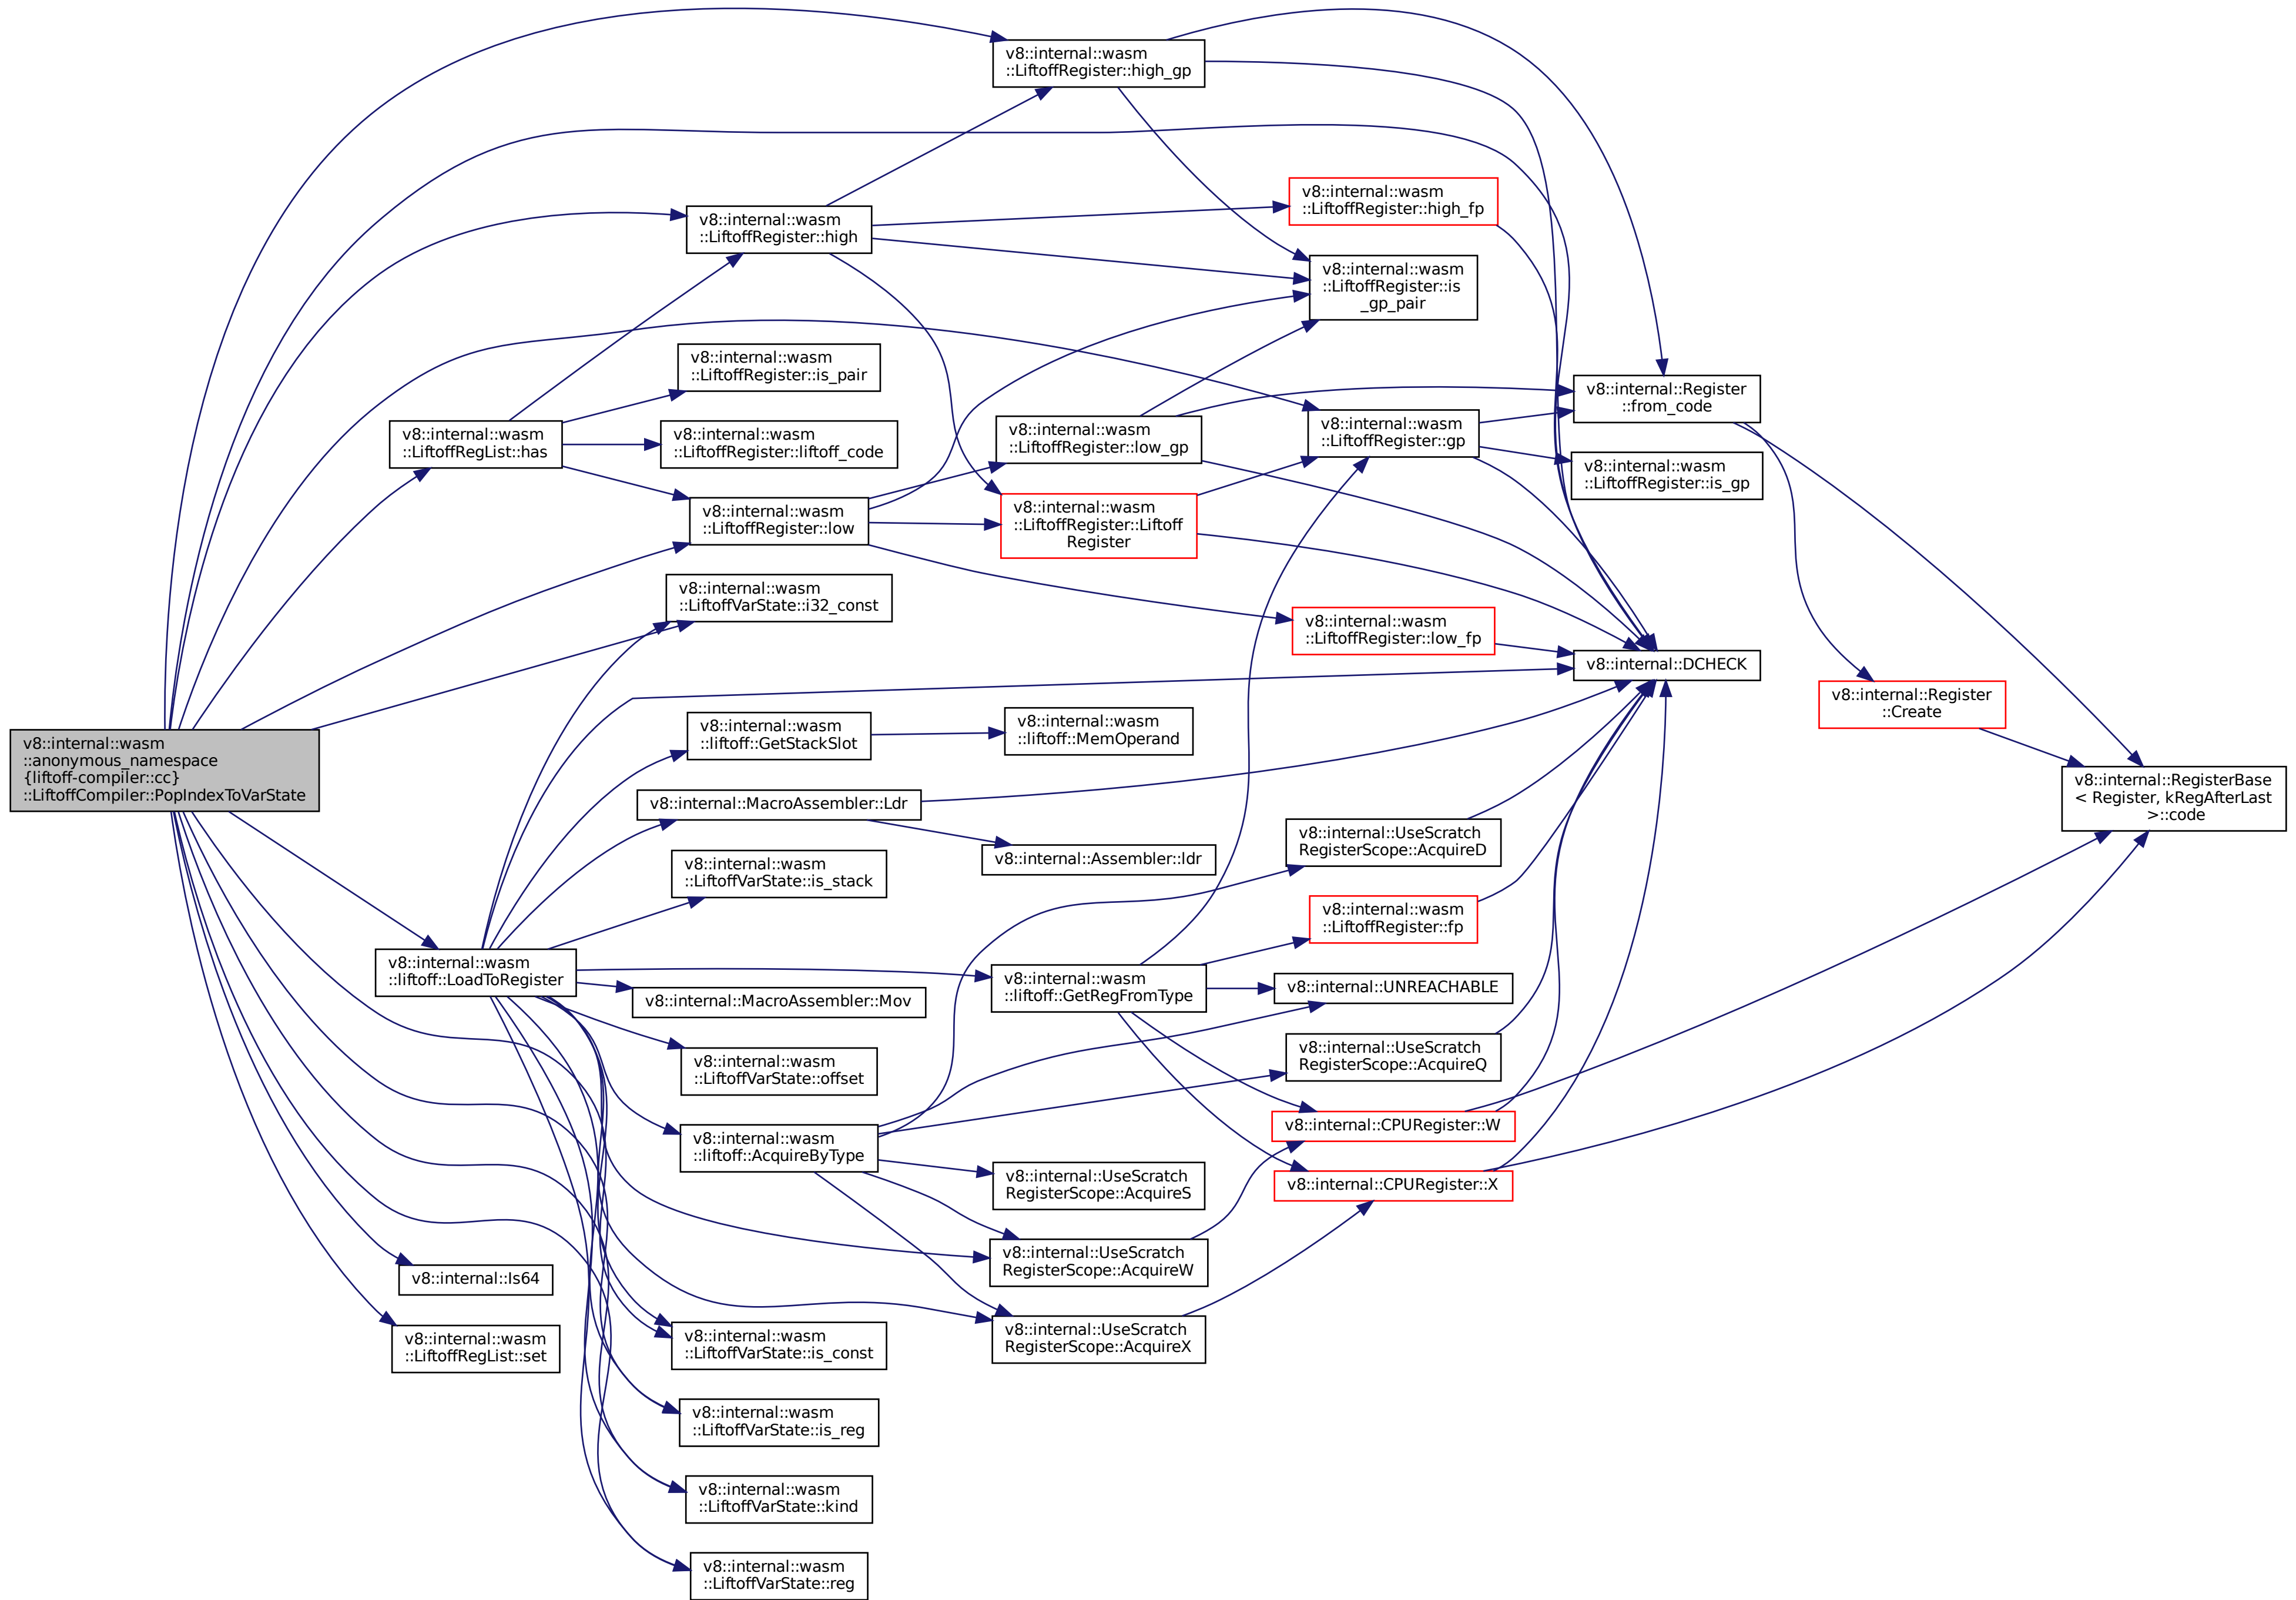 v8::internal::wasm
::LiftoffRegister::high_gp
v8::internal::wasm
::LiftoffRegister::high_fp
v8::internal::wasm
::LiftoffRegister::high
v8::internal::wasm
::LiftoffRegister::is
_gp_pair
v8::internal::wasm
::LiftoffRegister::is_pair
v8::internal::Register
::from_code
v8::internal::wasm
::LiftoffRegList::has
v8::internal::wasm
::LiftoffRegister::liftoff_code
v8::internal::wasm
::LiftoffRegister::low_gp
v8::internal::wasm
::LiftoffRegister::gp
v8::internal::wasm
::LiftoffRegister::is_gp
v8::internal::wasm
::LiftoffRegister::low
v8::internal::wasm
::LiftoffRegister::Liftoff
Register
v8::internal::wasm
::LiftoffVarState::i32_const
v8::internal::wasm
::LiftoffRegister::low_fp
v8::internal::DCHECK
v8::internal::Register
::Create
v8::internal::wasm
::anonymous_namespace
{liftoff-compiler::cc}
::LiftoffCompiler::PopIndexToVarState
v8::internal::wasm
::liftoff::GetStackSlot
v8::internal::wasm
::liftoff::MemOperand
v8::internal::RegisterBase
< Register, kRegAfterLast
>::code
v8::internal::MacroAssembler::Ldr
v8::internal::Assembler::ldr
v8::internal::UseScratch
RegisterScope::AcquireD
v8::internal::wasm
::LiftoffVarState::is_stack
v8::internal::wasm
::LiftoffRegister::fp
v8::internal::wasm
::liftoff::LoadToRegister
v8::internal::wasm
::liftoff::GetRegFromType
v8::internal::UNREACHABLE
v8::internal::MacroAssembler::Mov
v8::internal::wasm
::LiftoffVarState::offset
v8::internal::UseScratch
RegisterScope::AcquireQ
v8::internal::CPURegister::W
v8::internal::wasm
::liftoff::AcquireByType
v8::internal::UseScratch
RegisterScope::AcquireS
v8::internal::CPURegister::X
v8::internal::UseScratch
RegisterScope::AcquireW
v8::internal::Is64
v8::internal::wasm
::LiftoffRegList::set
v8::internal::wasm
::LiftoffVarState::is_const
v8::internal::UseScratch
RegisterScope::AcquireX
v8::internal::wasm
::LiftoffVarState::is_reg
v8::internal::wasm
::LiftoffVarState::kind
v8::internal::wasm
::LiftoffVarState::reg